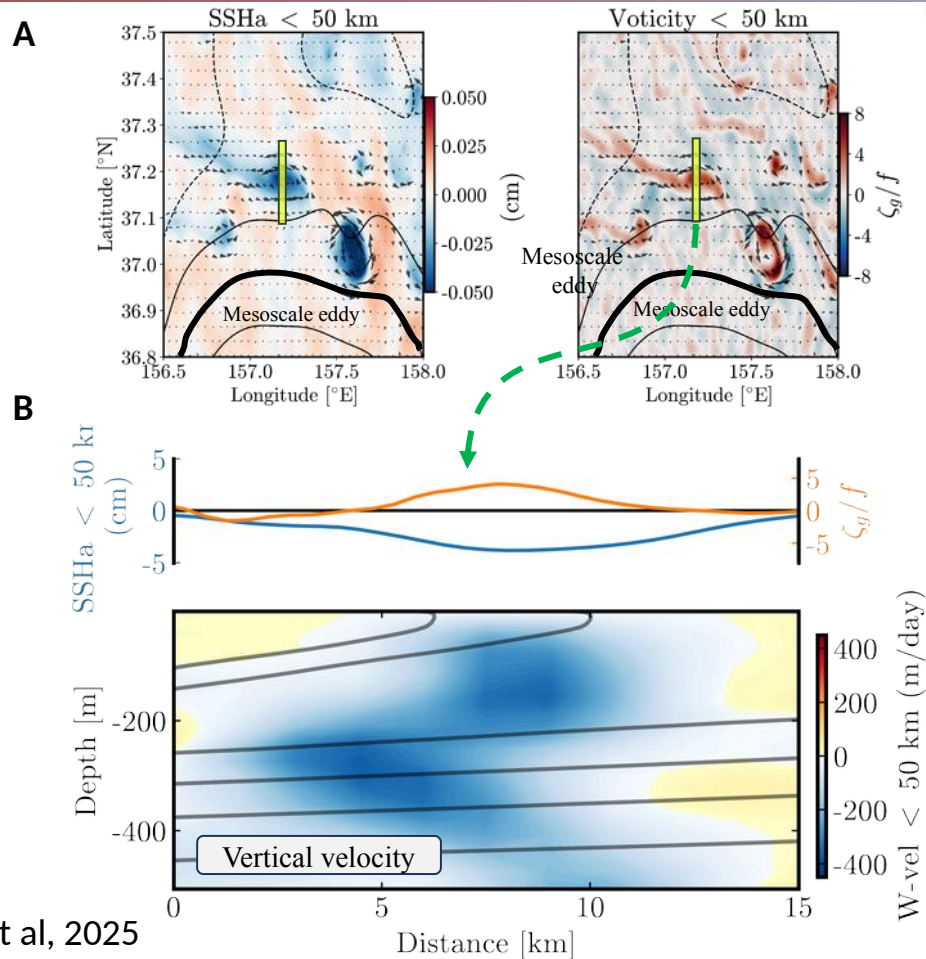 A
SSHa < 50 km
Voticity < 50 km
37.5
37.4
37.3
37.2
37.1
37.0
36.9
36.8
Latitude [°N]
156.5
157.0
157.5
158.0
Longitude [°E]
Mesoscale eddy
0.050
0.025
0.000
-0.025
-0.050
(cm)
Mesoscale
eddy
Mesoscale eddy
156.5
157.0
157.5
158.0
Longitude [°E]
8
4
0
-4
-8
ζg/f
B
SSHa < 50
(cm)
5
0
-5
5
0
-5
ζg/f
Depth [m]
-200
-400
Vertical velocity
0
5
10
15
Distance [km]
400
200
0
-200
-400
W-vel < 50 km (m/day)
t al, 2025